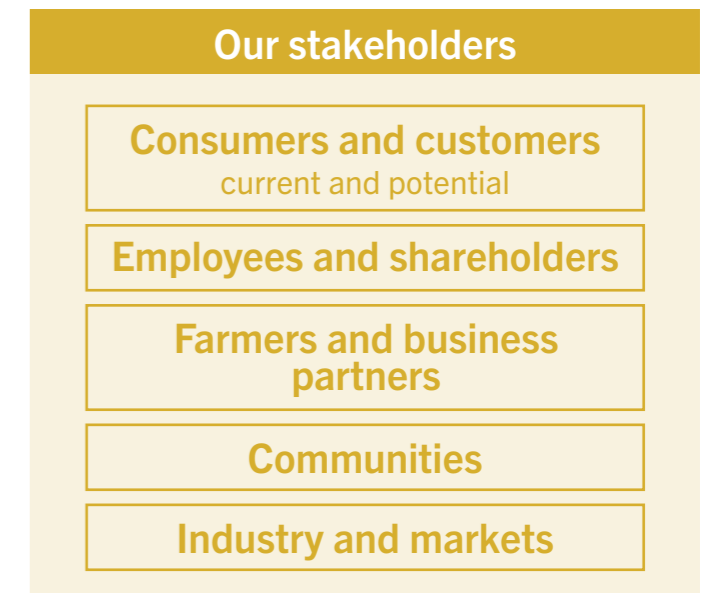 Our stakeholders
Consumers and customers
current and potential
Employees and shareholders
Farmers and business
partners
Communities
Industry and markets